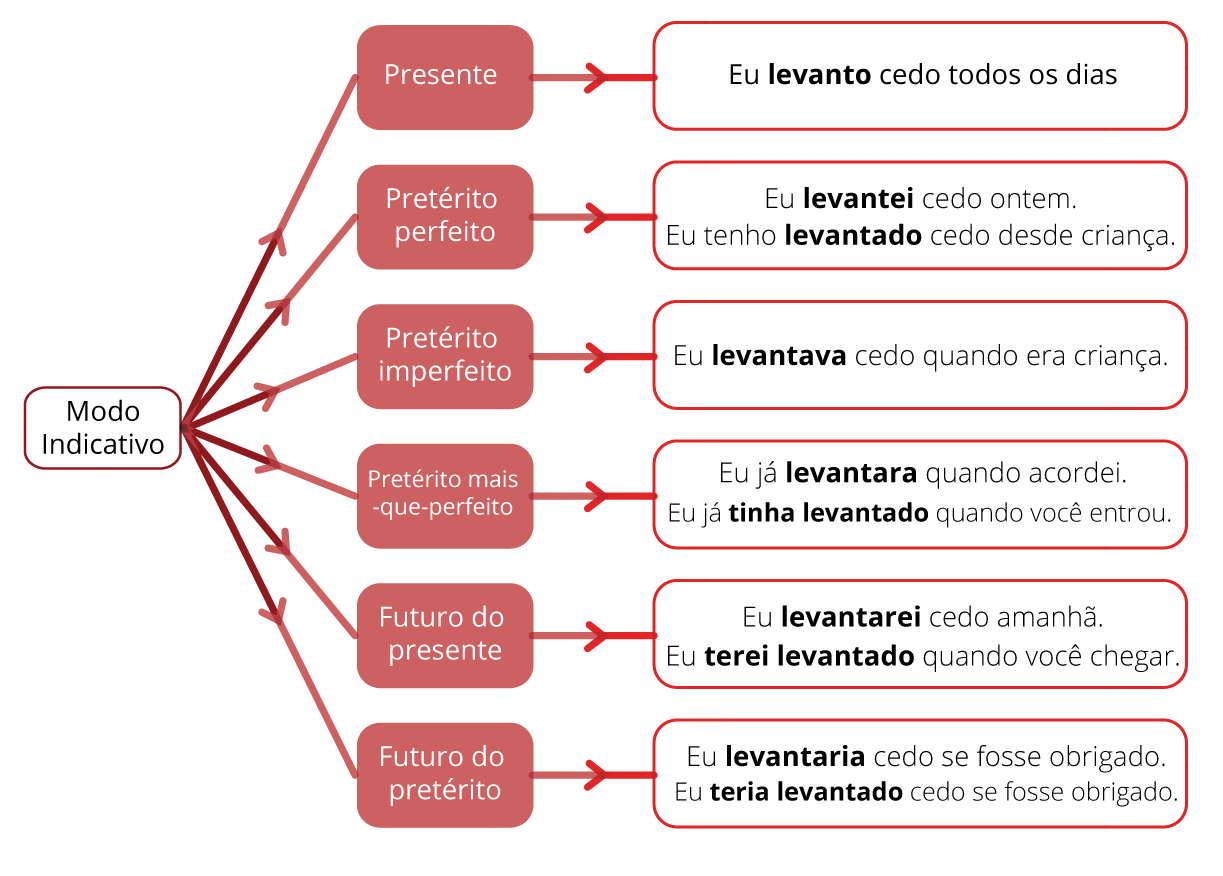 Modo
Indicativo
Presente
Eu levanto cedo todos os dias
Pretérito
perfeito
Eu levantei cedo ontem.
Eu tenho levantado cedo desde criança.
Pretérito
imperfeito
Eu levantava cedo quando era criança.
Pretérito mais
-que-perfeito
Eu já levantara quando acordei.
Eu já tinha levantado quando você entrou.
Futuro do
presente
Eu levantarei cedo amanhã.
Eu terei levantado quando você chegar.
Futuro do
pretérito
Eu levantaria cedo se fosse obrigado.
Eu teria levantado cedo se fosse obrigado.